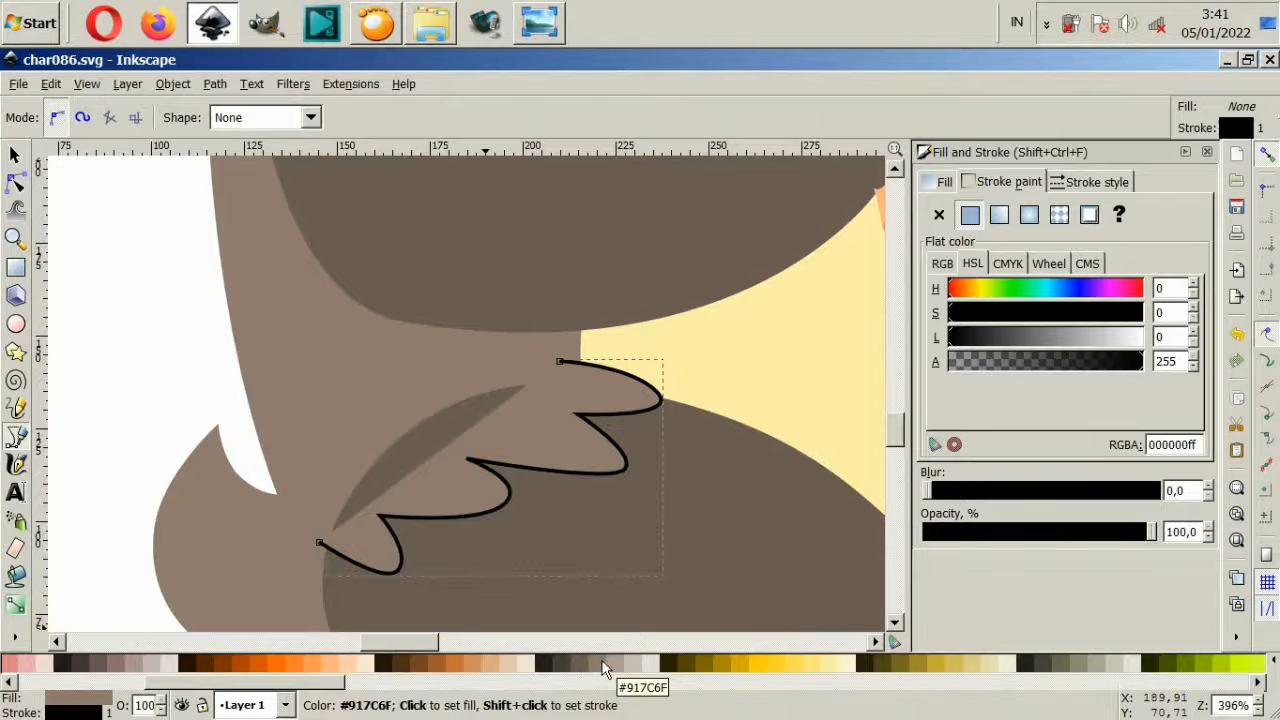 Start
IN
3:41
05/01/2022
char086.svg - Inkscape
File Edit View Layer Object Path Text Filters Extensions Help
Mode:
Shape:
None
Fill: None
Stroke: 1
75 100 125 150 175 200 225 250 275
Fill and Stroke (Shift+Ctrl+F)
Fill
Stroke paint
Stroke style
?
Flat color
RGB HSL CMYK Wheel CMS
H 0
S 0
L 0
A 255
RGBA: 000000ff
Blur:
0,0
Opacity, %
100,0
#917C6F
Fill:
Stroke: 1
O: 100
•Layer 1
Color: #917C6F; Click to set fill, Shift+click to set stroke
X: 189,91
Y: 70,71
Z: 396%